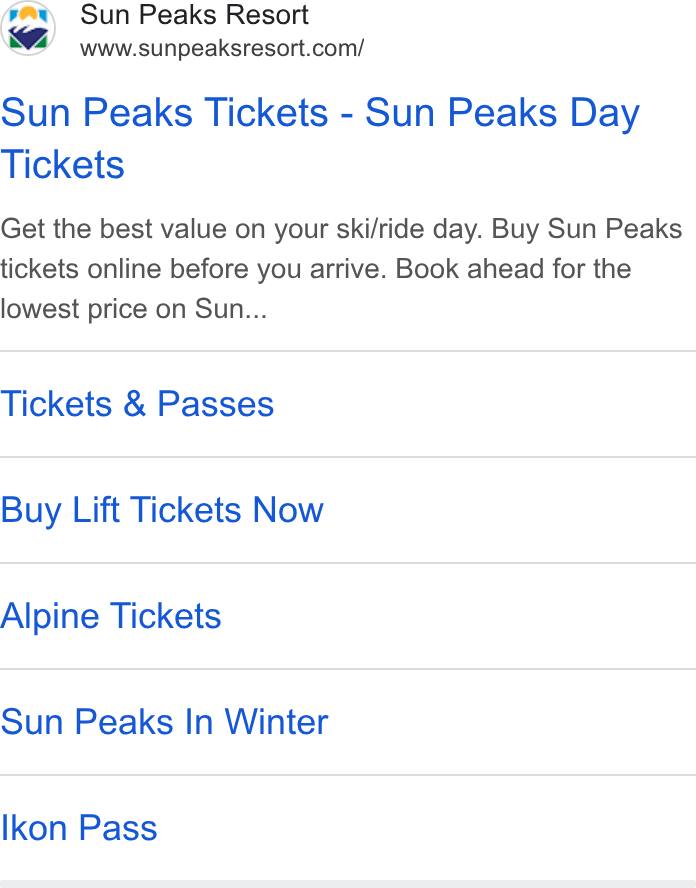 Sun Peaks Resort
www.sunpeaksresort.com/
Sun Peaks Tickets - Sun Peaks Day
Tickets
Get the best value on your ski/ride day. Buy Sun Peaks
tickets online before you arrive. Book ahead for the
lowest price on Sun...
Tickets & Passes
Buy Lift Tickets Now
Alpine Tickets
Sun Peaks In Winter
Ikon Pass